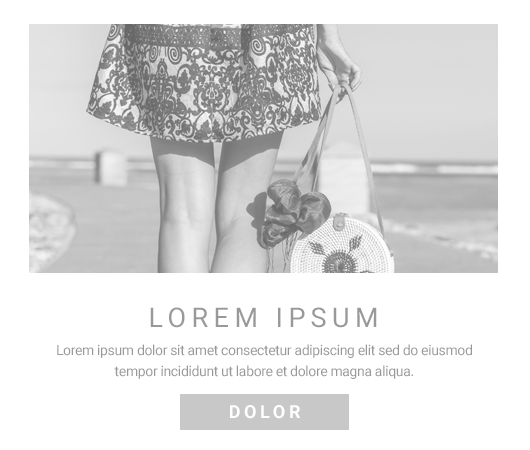 LOREM IPSUM
Lorem ipsum dolor sit amet consectetur adipiscing elit sed do eiusmod
tempor incididunt ut labore et dolore magna aliqua.
DOLOR